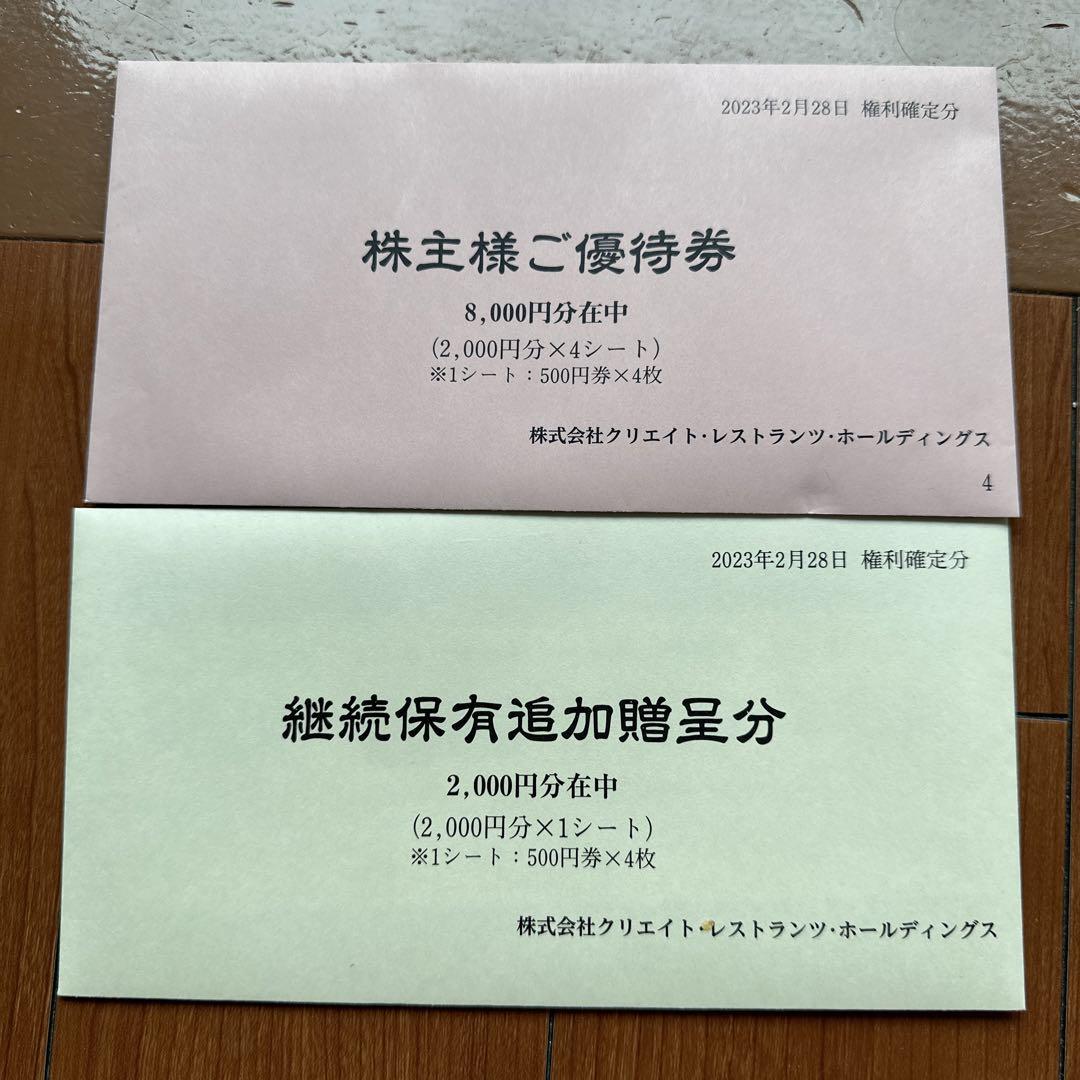 2023年2月28日 権利確定分
株主様ご優待券
8,000円分在中
(2,000円分×4シート)
※1シート:500円券×4枚
株式会社クリエイト・レストランツ・ホールディングス
4
2023年2月28日 権利確定分
継続保有追加贈呈分
2,000円分在中
(2,000円分×1シート)
※1シート:500円券×4枚
株式会社クリエイト・レストランツ・ホールディングス